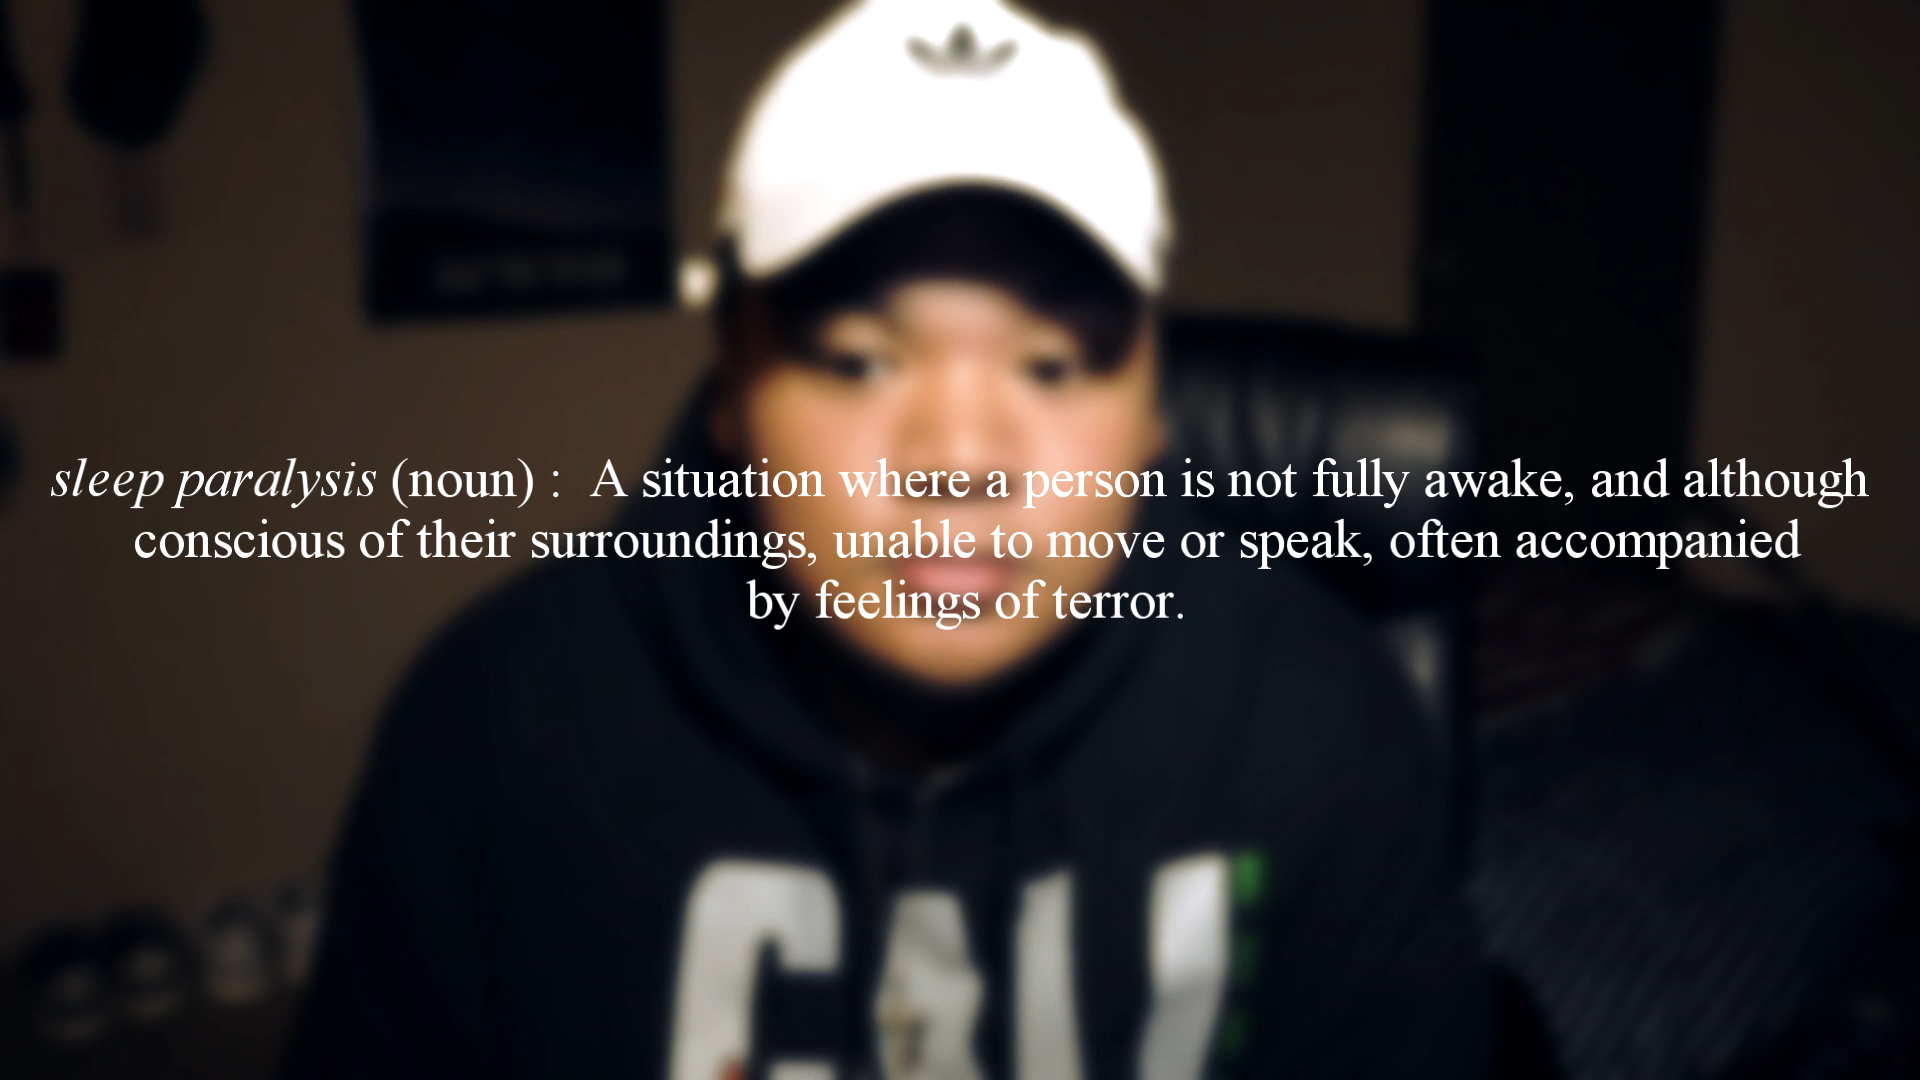 sleep paralysis (noun) :  A situation where a person is not fully awake, and although
conscious of their surroundings, unable to move or speak, often accompanied
by feelings of terror.
CALI